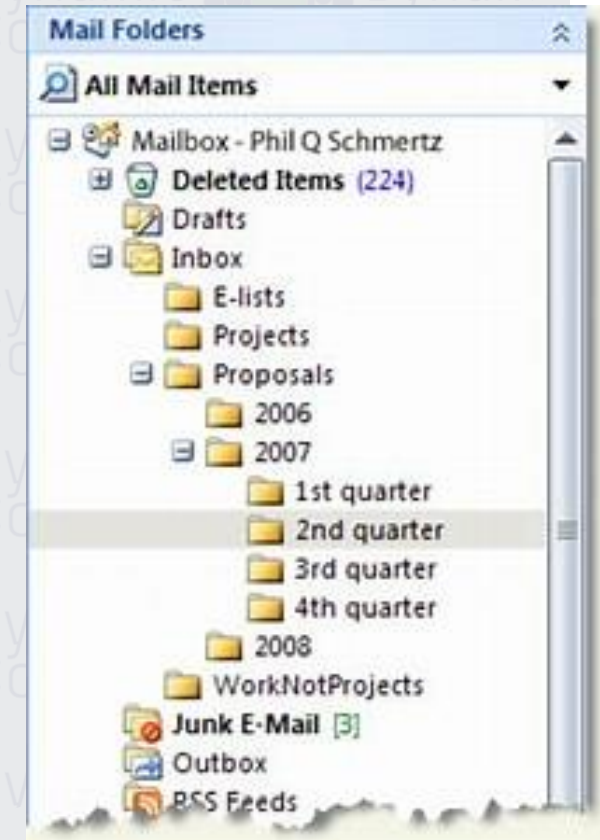 Mail Folders
All Mail Items
Mailbox - Phil Q Schmertz
Deleted Items (224)
Drafts
Inbox
E-lists
Projects
Proposals
2006
2007
1st quarter
2nd quarter
3rd quarter
4th quarter
2008
WorkNotProjects
Junk E-Mail [3]
Outbox
RSS Feeds